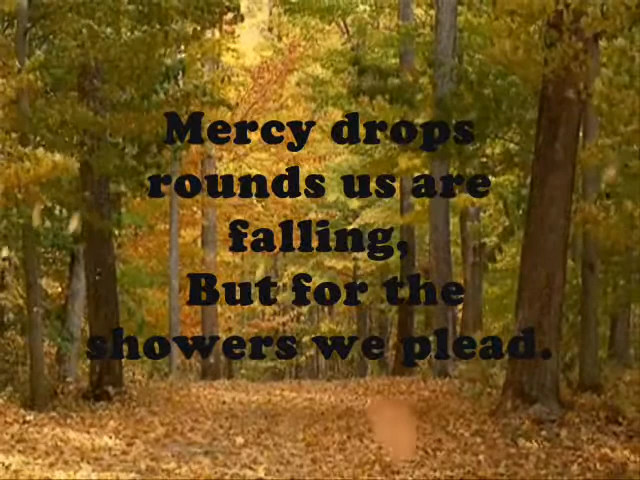 Mercy drops
rounds us are
falling,
But for the
showers we plead.